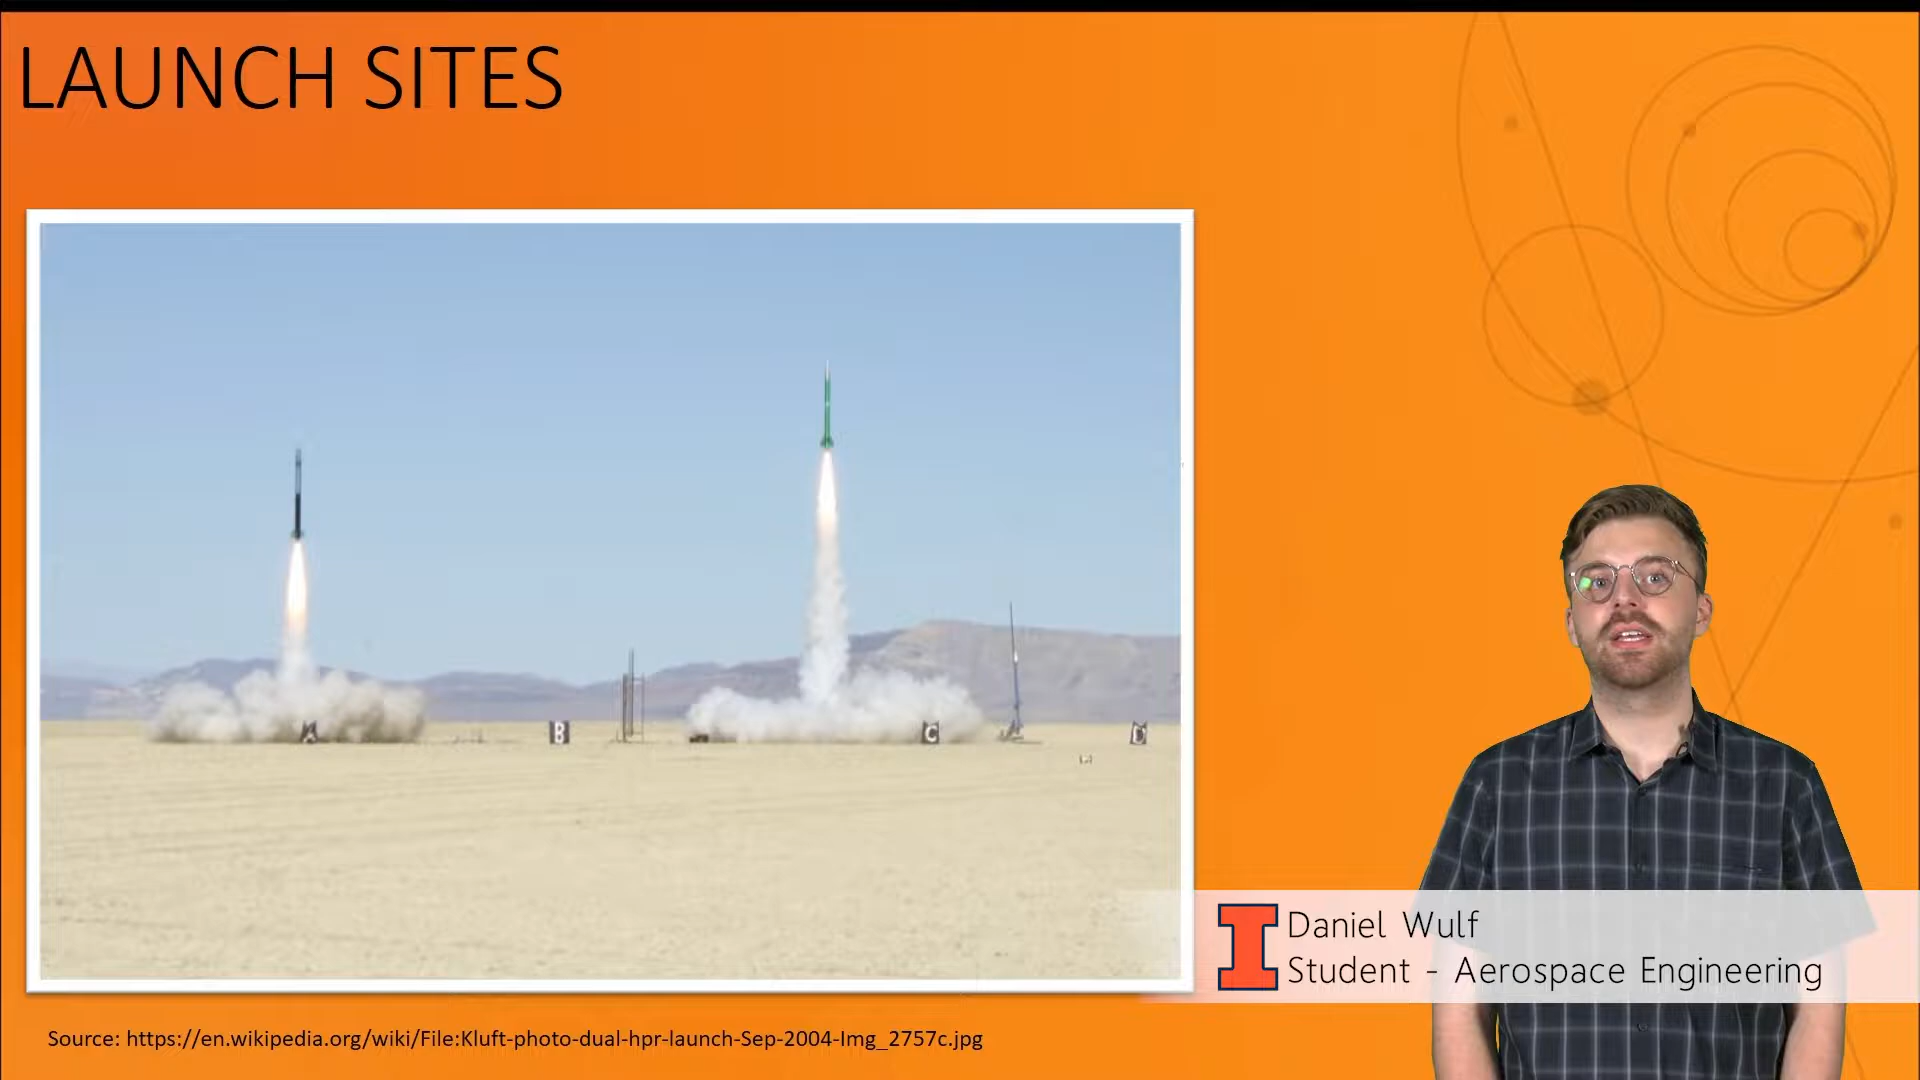 LAUNCH SITES
A
B
C
D
I Daniel Wulf
Student - Aerospace Engineering
Source: https://en.wikipedia.org/wiki/File:Kluft-photo-dual-hpr-launch-Sep-2004-Img_2757c.jpg